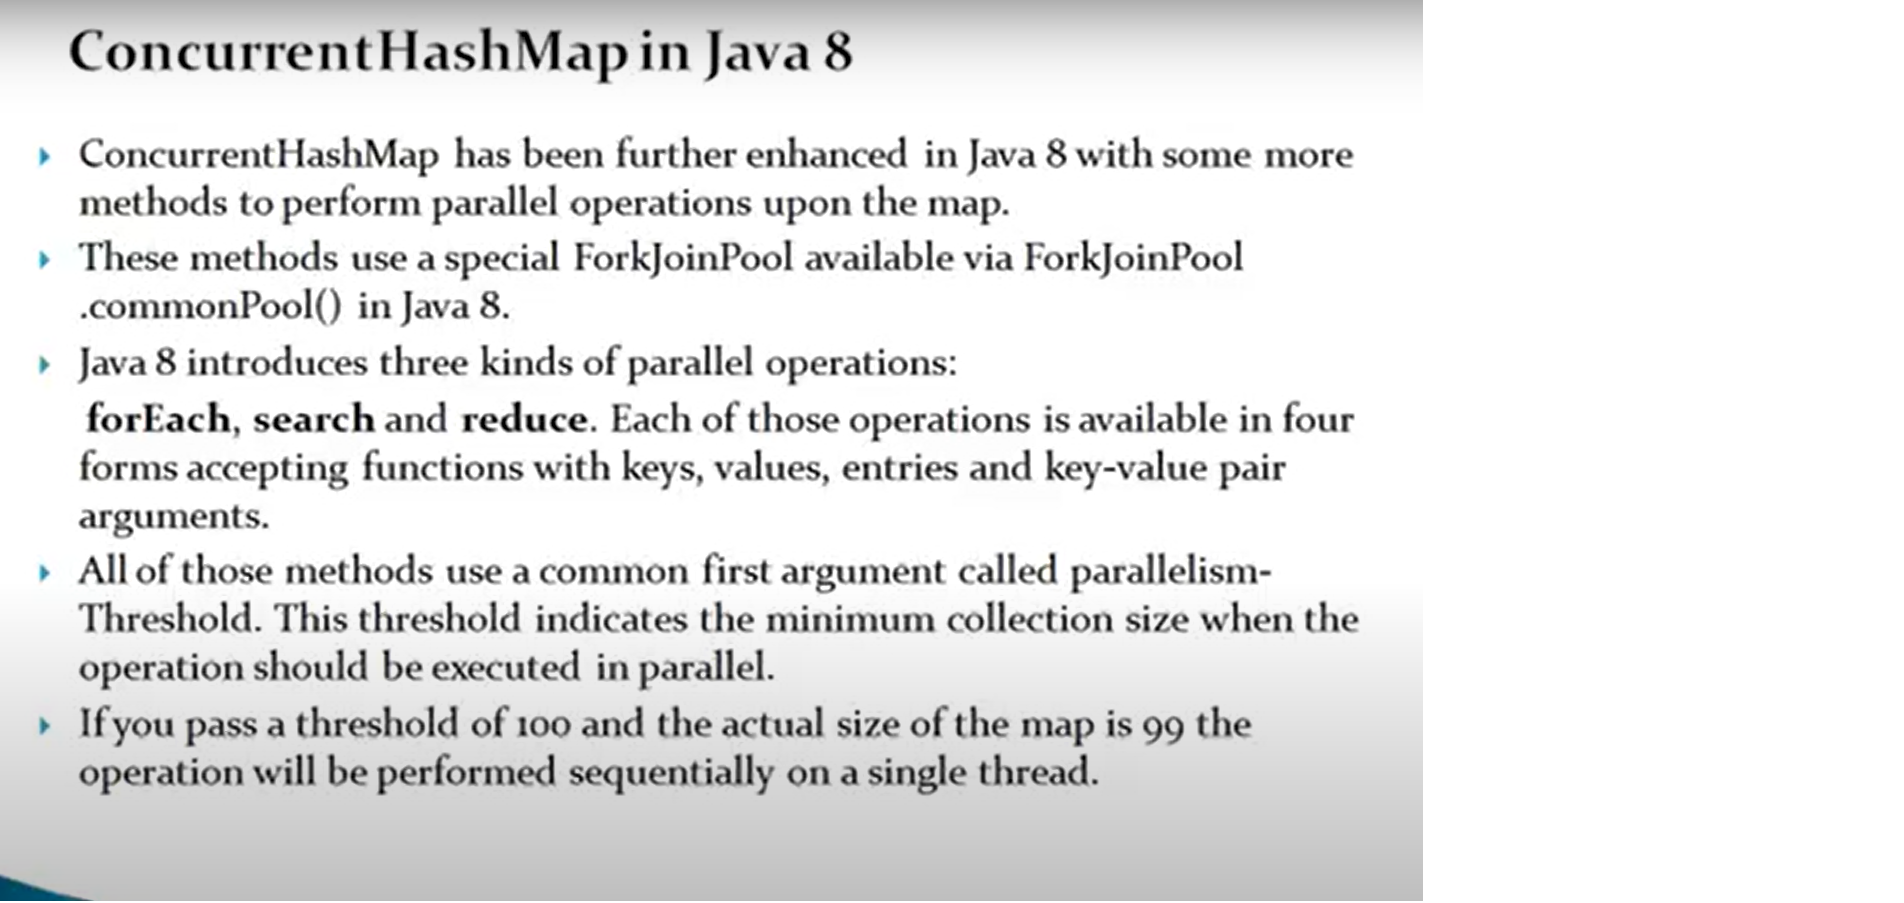 ConcurrentHashMap in Java 8
ConcurrentHashMap has been further enhanced in Java 8 with some more
methods to perform parallel operations upon the map.
These methods use a special ForkJoinPool available via ForkJoinPool
.commonPool() in Java 8.
Java 8 introduces three kinds of parallel operations:
forEach, search and reduce. Each of those operations is available in four
forms accepting functions with keys, values, entries and key-value pair
arguments.
All of those methods use a common first argument called parallelism-
Threshold. This threshold indicates the minimum collection size when the
operation should be executed in parallel.
If you pass a threshold of 100 and the actual size of the map is 99 the
operation will be performed sequentially on a single thread.